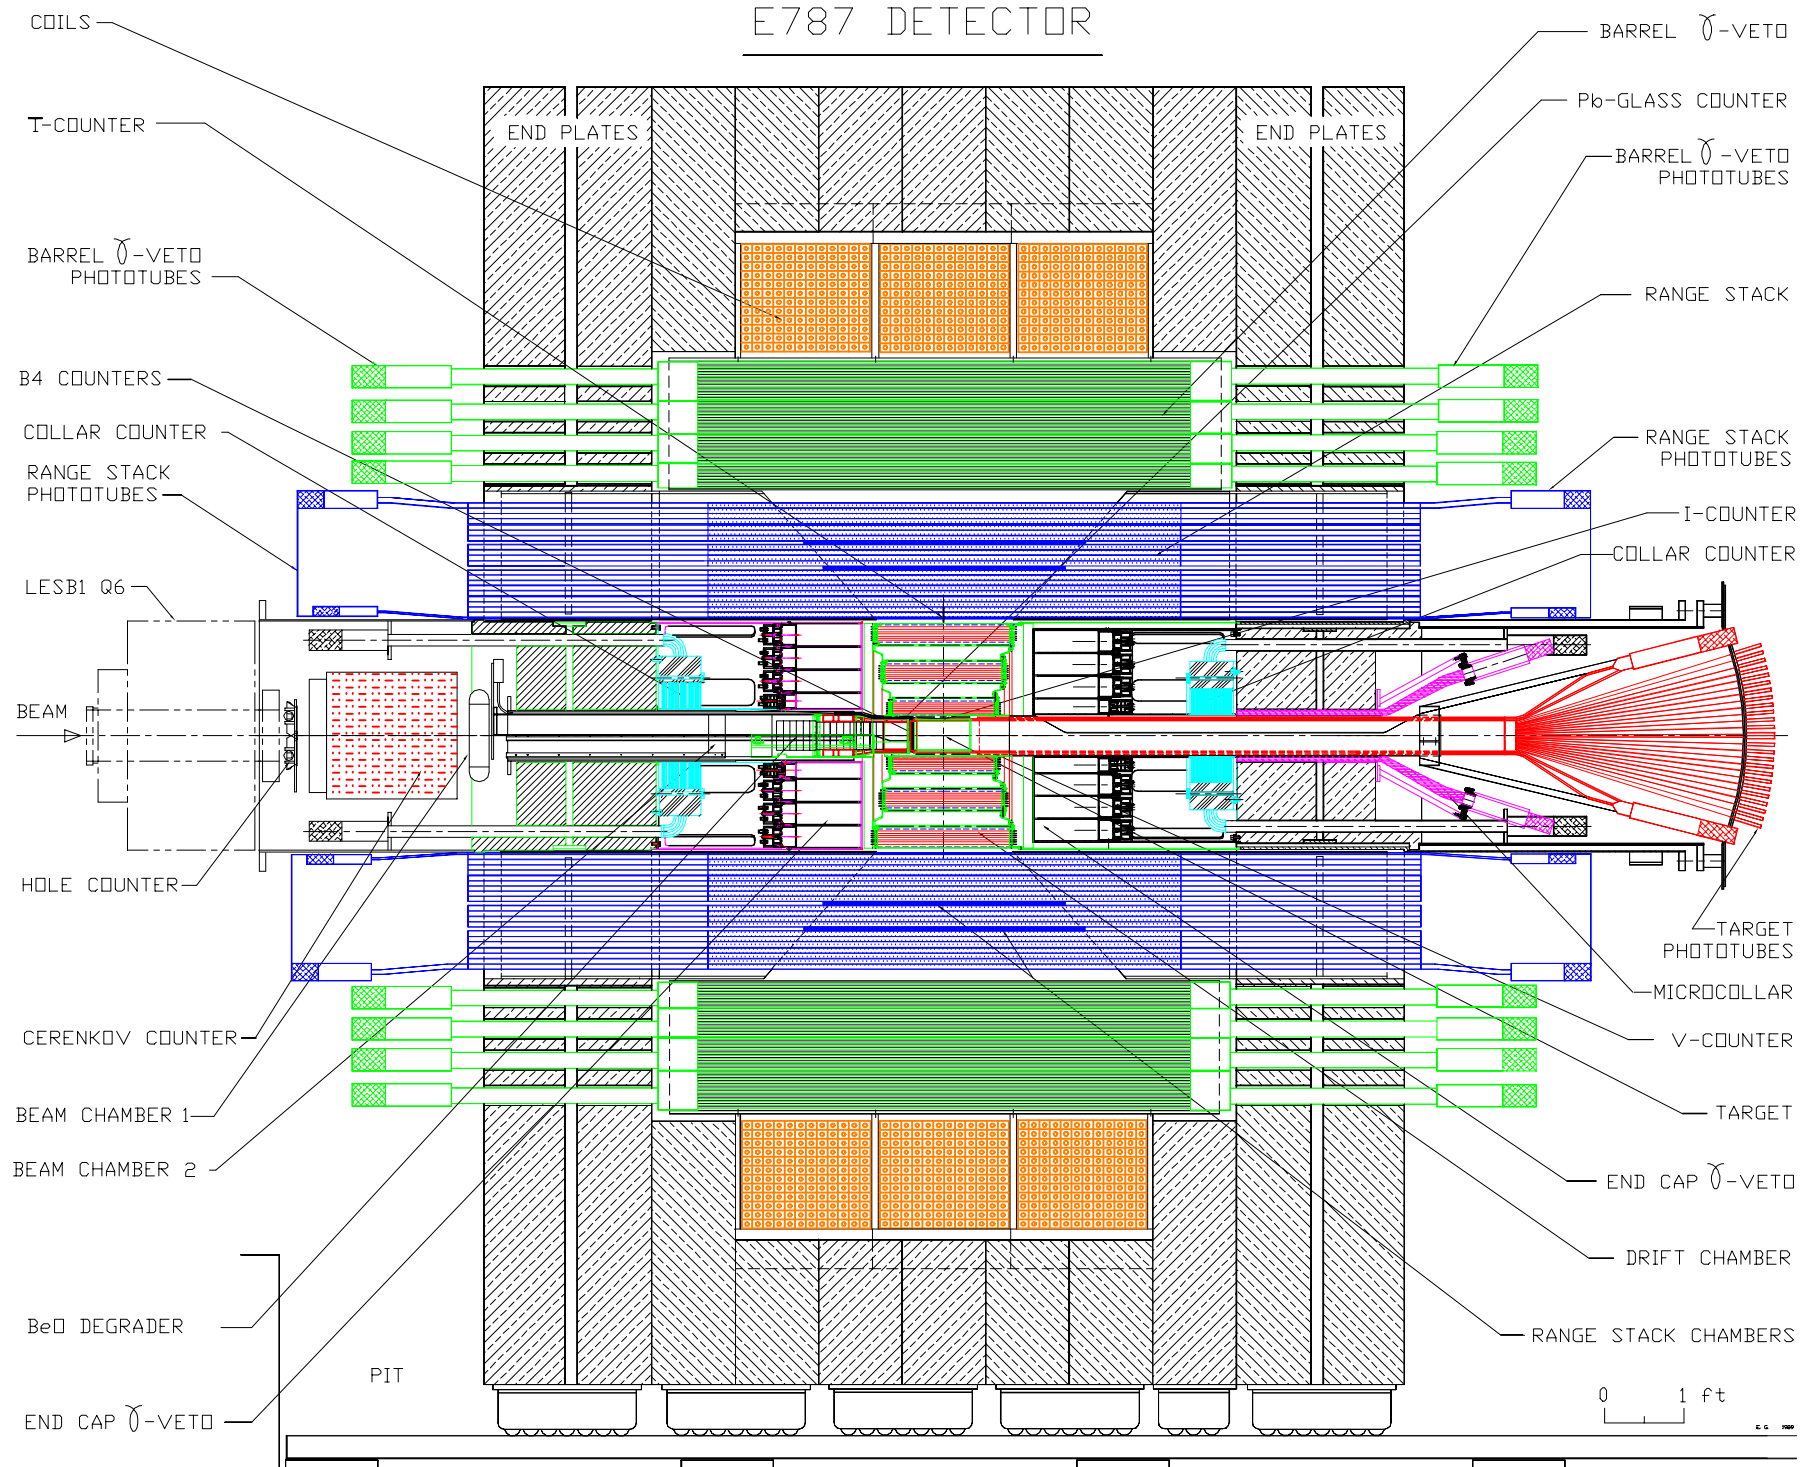 E787 DETECTOR
COILS
T-COUNTER
BARREL γ-VETO
PHOTOTUBES
B4 COUNTERS
COLLAR COUNTER
RANGE STACK
PHOTOTUBES
LESB1 Q6
BEAM
HOLE COUNTER
CERENKOV COUNTER
BEAM CHAMBER 1
BEAM CHAMBER 2
BeO DEGRADER
END CAP γ-VETO
PIT
END PLATES
END PLATES
BARREL γ-VETO
Pb-GLASS COUNTER
BARREL γ-VETO
PHOTOTUBES
RANGE STACK
RANGE STACK
PHOTOTUBES
I-COUNTER
COLLAR COUNTER
TARGET
PHOTOTUBES
MICROCOLLAR
V-COUNTER
TARGET
END CAP γ-VETO
DRIFT CHAMBER
RANGE STACK CHAMBERS
0 1 ft